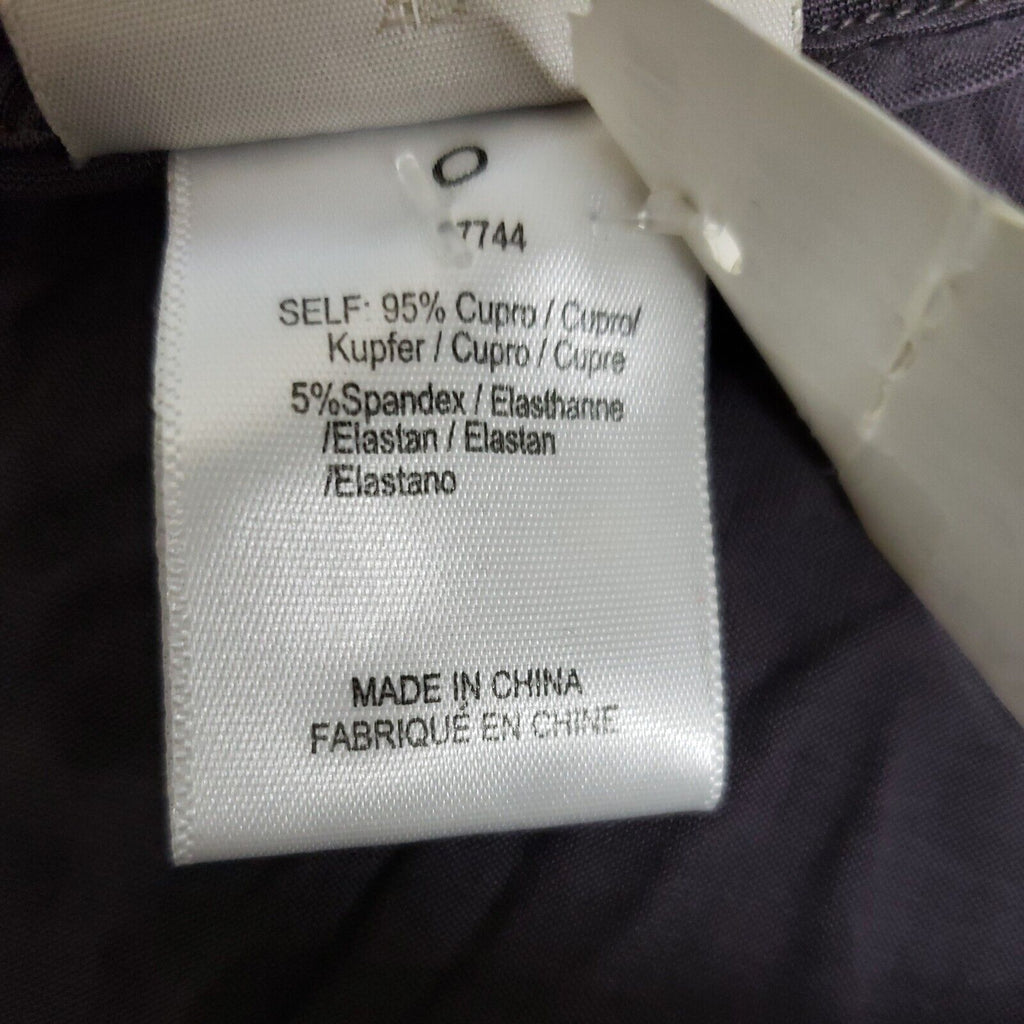 0
7744
SELF: 95% Cupro / Cupro/
Kupfer / Cupro / Cupre
5%Spandex / Elasthanne
/Elastan / Elastan
/Elastano
MADE IN CHINA
FABRIQUÉ EN CHINE